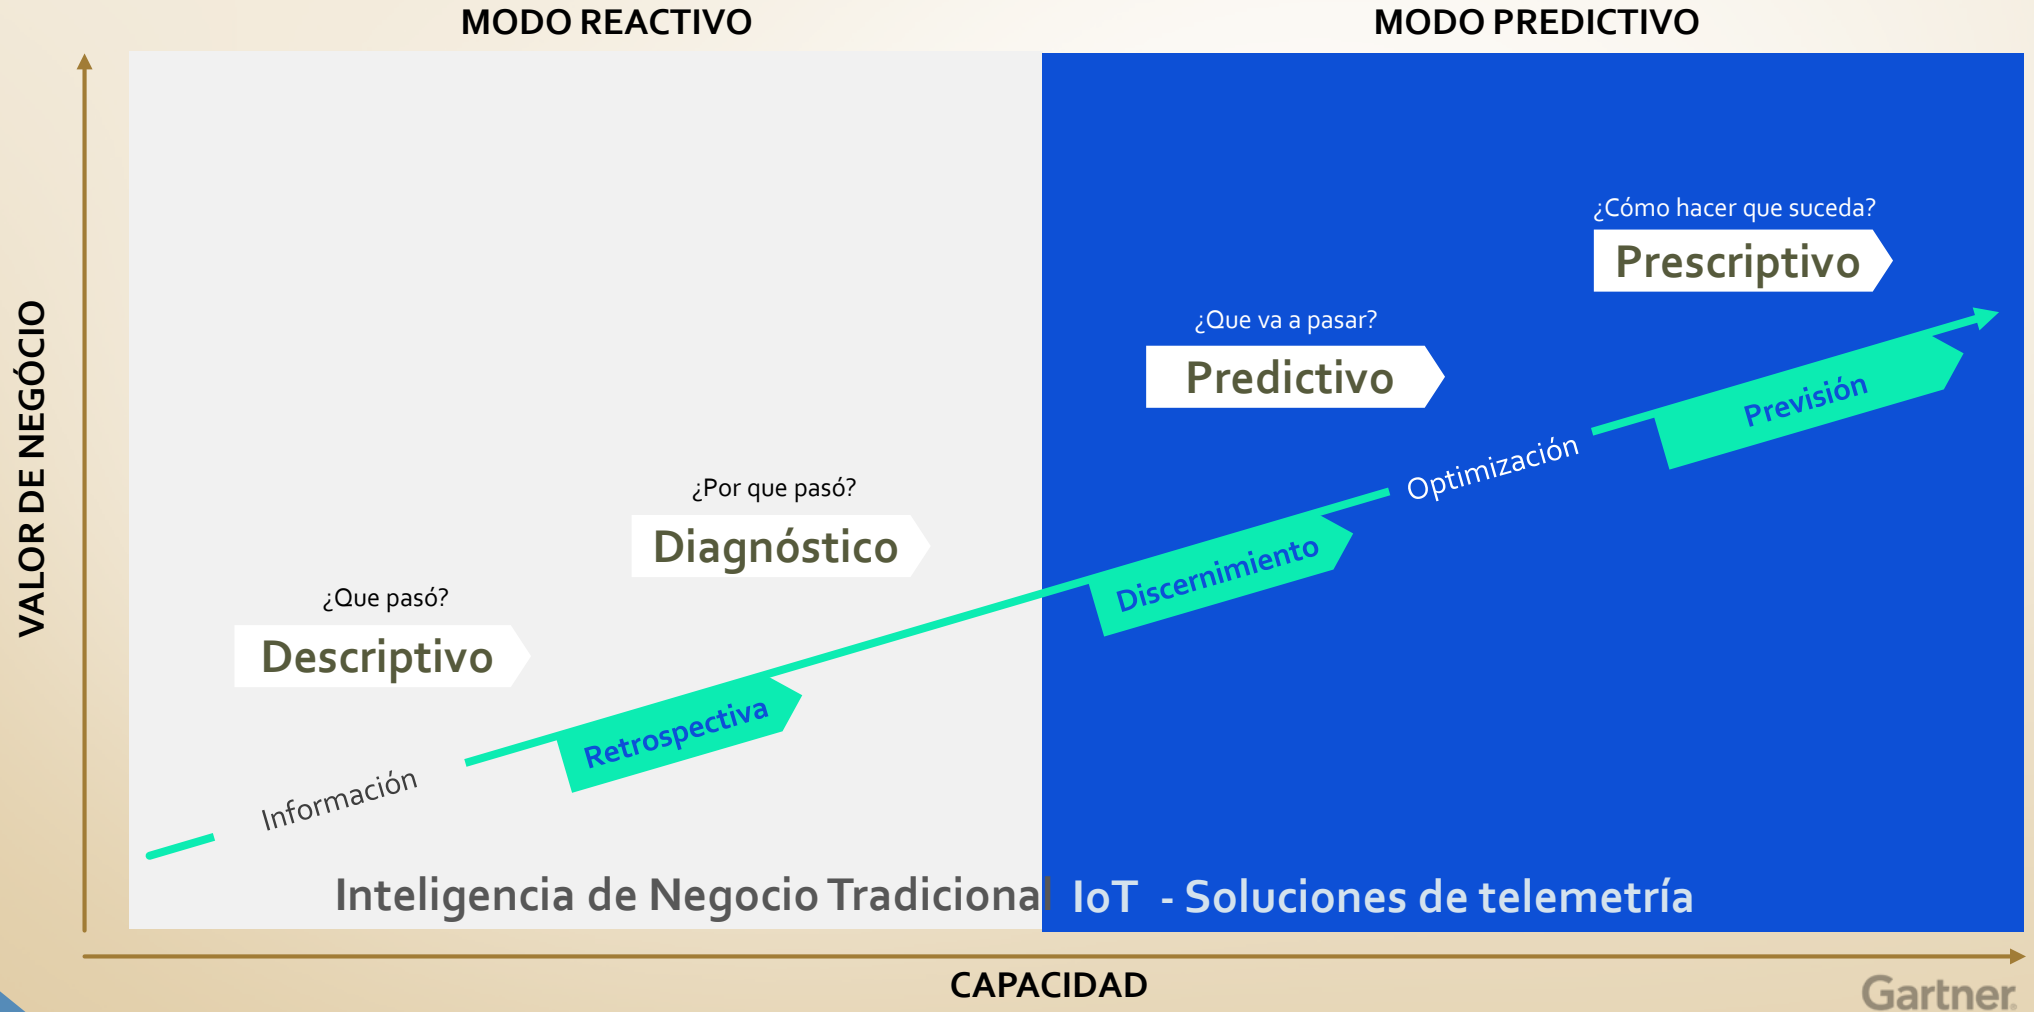 MODO REACTIVO
MODO PREDICTIVO
VALOR DE NEGÓCIO
¿Cómo hacer que suceda?
Prescriptivo
¿Que va a pasar?
Predictivo
Previsión
Optimización
¿Por que pasó?
Diagnóstico
Discernimiento
¿Que pasó?
Descriptivo
Retrospectiva
Información
Inteligencia de Negocio Tradicional
IoT - Soluciones de telemetría
CAPACIDAD
Gartner